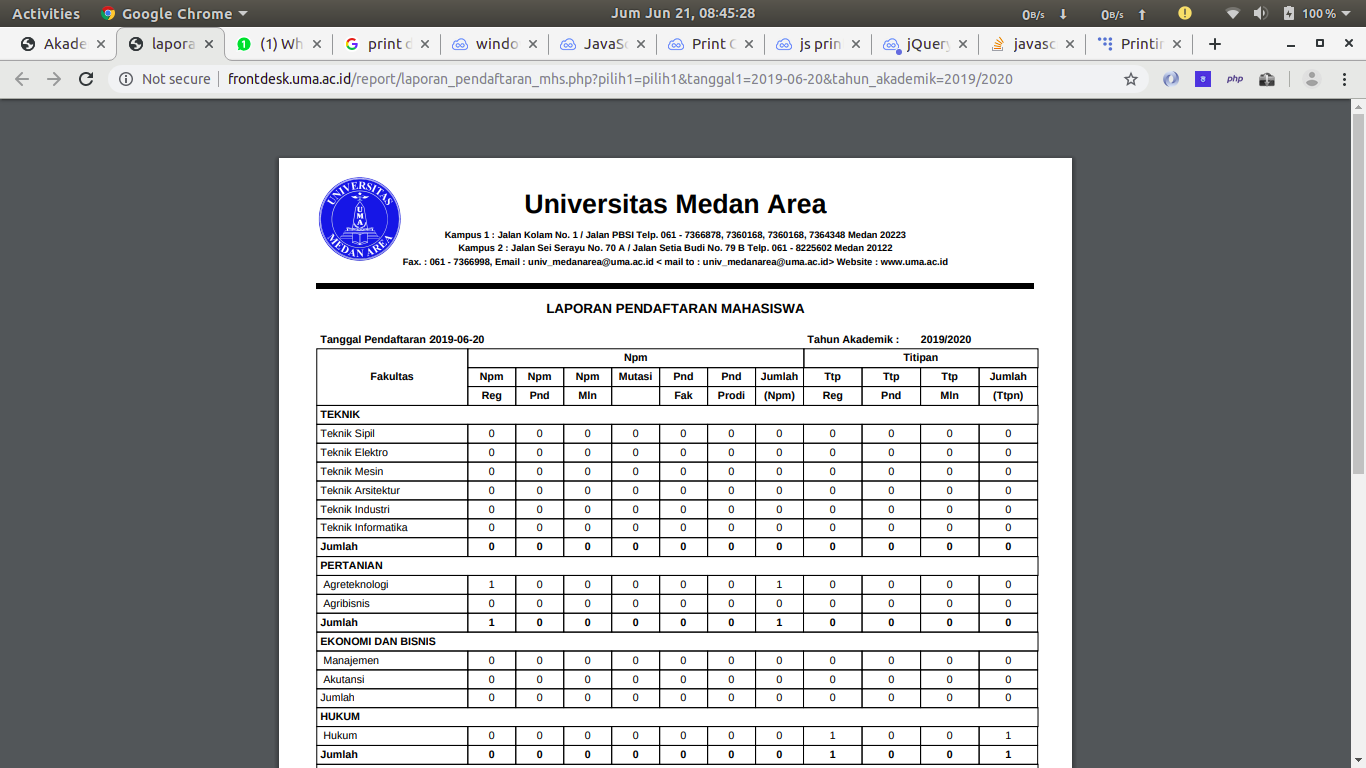 Activities Google Chrome Jum Jun 21, 08:45:28 0B/s 0B/s 100 %
Akade lapora (1) Wh print d windo JavaSc Print C js prin jQuery javasc Printin
Not secure frontdesk.uma.ac.id/report/laporan_pendaftaran_mhs.php?pilih1=pilih1&tanggal1=2019-06-20&tahun_akademik=2019/2020 php
UNIVERSITAS
UMA
MEDAN AREA
Universitas Medan Area
Kampus 1 : Jalan Kolam No. 1 / Jalan PBSI Telp. 061 - 7366878, 7360168, 7360168, 7364348 Medan 20223
Kampus 2 : Jalan Sei Serayu No. 70 A / Jalan Setia Budi No. 79 B Telp. 061 - 8225602 Medan 20122
Fax. : 061 - 7366998, Email : univ_medanarea@uma.ac.id < mail to : univ_medanarea@uma.ac.id> Website : www.uma.ac.id
LAPORAN PENDAFTARAN MAHASISWA
Tanggal Pendaftaran :2019-06-20 Tahun Akademik : 2019/2020
Fakultas Npm Titipan
Npm Npm Npm Mutasi Pnd Pnd Jumlah Ttp Ttp Ttp Jumlah
Reg Pnd Mln Fak Prodi (Npm) Reg Pnd Mln (Ttpn)
TEKNIK
Teknik Sipil 0 0 0 0 0 0 0 0 0 0 0
Teknik Elektro 0 0 0 0 0 0 0 0 0 0 0
Teknik Mesin 0 0 0 0 0 0 0 0 0 0 0
Teknik Arsitektur 0 0 0 0 0 0 0 0 0 0 0
Teknik Industri 0 0 0 0 0 0 0 0 0 0 0
Teknik Informatika 0 0 0 0 0 0 0 0 0 0 0
Jumlah 0 0 0 0 0 0 0 0 0 0 0
PERTANIAN
Agreteknologi 1 0 0 0 0 0 1 0 0 0 0
Agribisnis 0 0 0 0 0 0 0 0 0 0 0
Jumlah 1 0 0 0 0 0 1 0 0 0 0
EKONOMI DAN BISNIS
Manajemen 0 0 0 0 0 0 0 0 0 0 0
Akutansi 0 0 0 0 0 0 0 0 0 0 0
Jumlah 0 0 0 0 0 0 0 0 0 0 0
HUKUM
Hukum 0 0 0 0 0 0 0 1 0 0 1
Jumlah 0 0 0 0 0 0 0 1 0 0 1